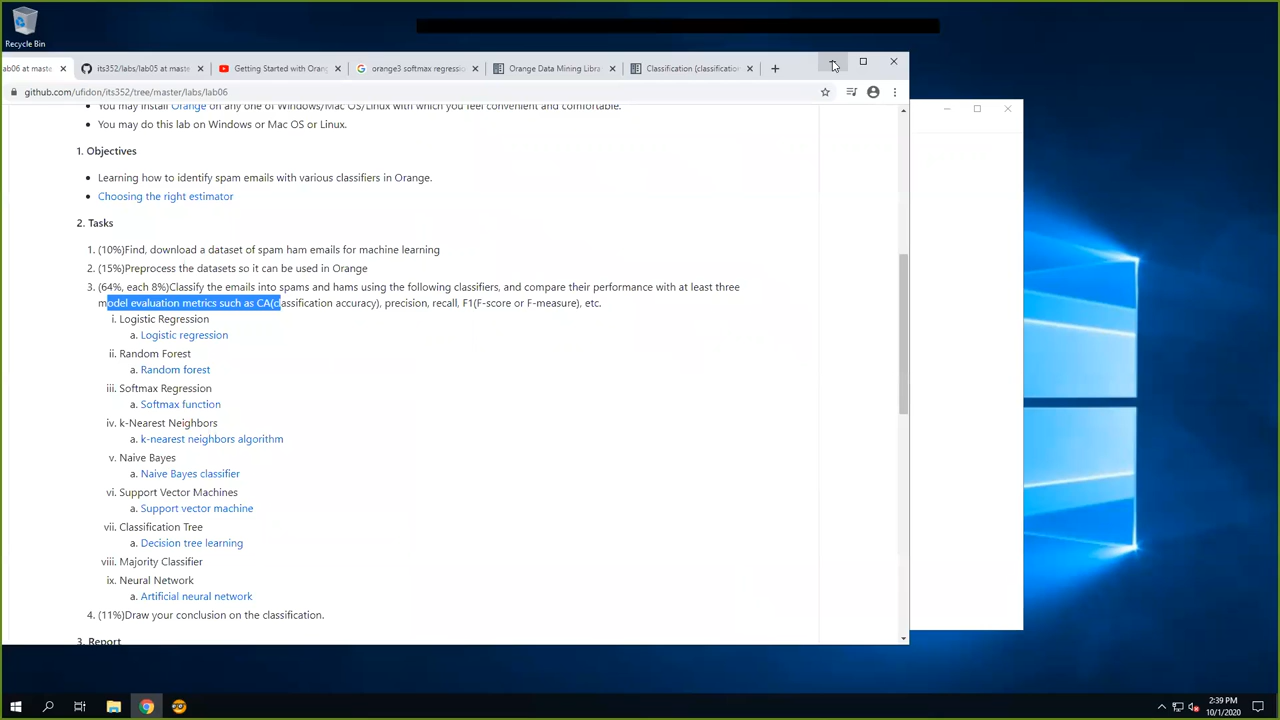 Recycle Bin
lab06 at maste
its352/labs/lab05 at maste
Getting Started with Oran
orange3 softmax regressio
Orange Data Mining Libra
Classification (classification
github.com/ufidon/its352/tree/master/labs/lab06
You may install Orange on any one of Windows/Mac OS/Linux with which you feel convenient and comfortable.
You may do this lab on Windows or Mac OS or Linux.
1. Objectives
Learning how to identify spam emails with various classifiers in Orange.
Choosing the right estimator
2. Tasks
1. (10%)Find, download a dataset of spam ham emails for machine learning
2. (15%)Preprocess the datasets so it can be used in Orange
3. (64%, each 8%)Classify the emails into spams and hams using the following classifiers, and compare their performance with at least three
model evaluation metrics such as CA(classification accuracy), precision, recall, F1(F-score or F-measure), etc.
i. Logistic Regression
a. Logistic regression
ii. Random Forest
a. Random forest
iii. Softmax Regression
a. Softmax function
iv. k-Nearest Neighbors
a. k-nearest neighbors algorithm
v. Naive Bayes
a. Naive Bayes classifier
vi. Support Vector Machines
a. Support vector machine
vii. Classification Tree
a. Decision tree learning
viii. Majority Classifier
ix. Neural Network
a. Artificial neural network
4. (11%)Draw your conclusion on the classification.
3. Report
2:39 PM
10/1/2020